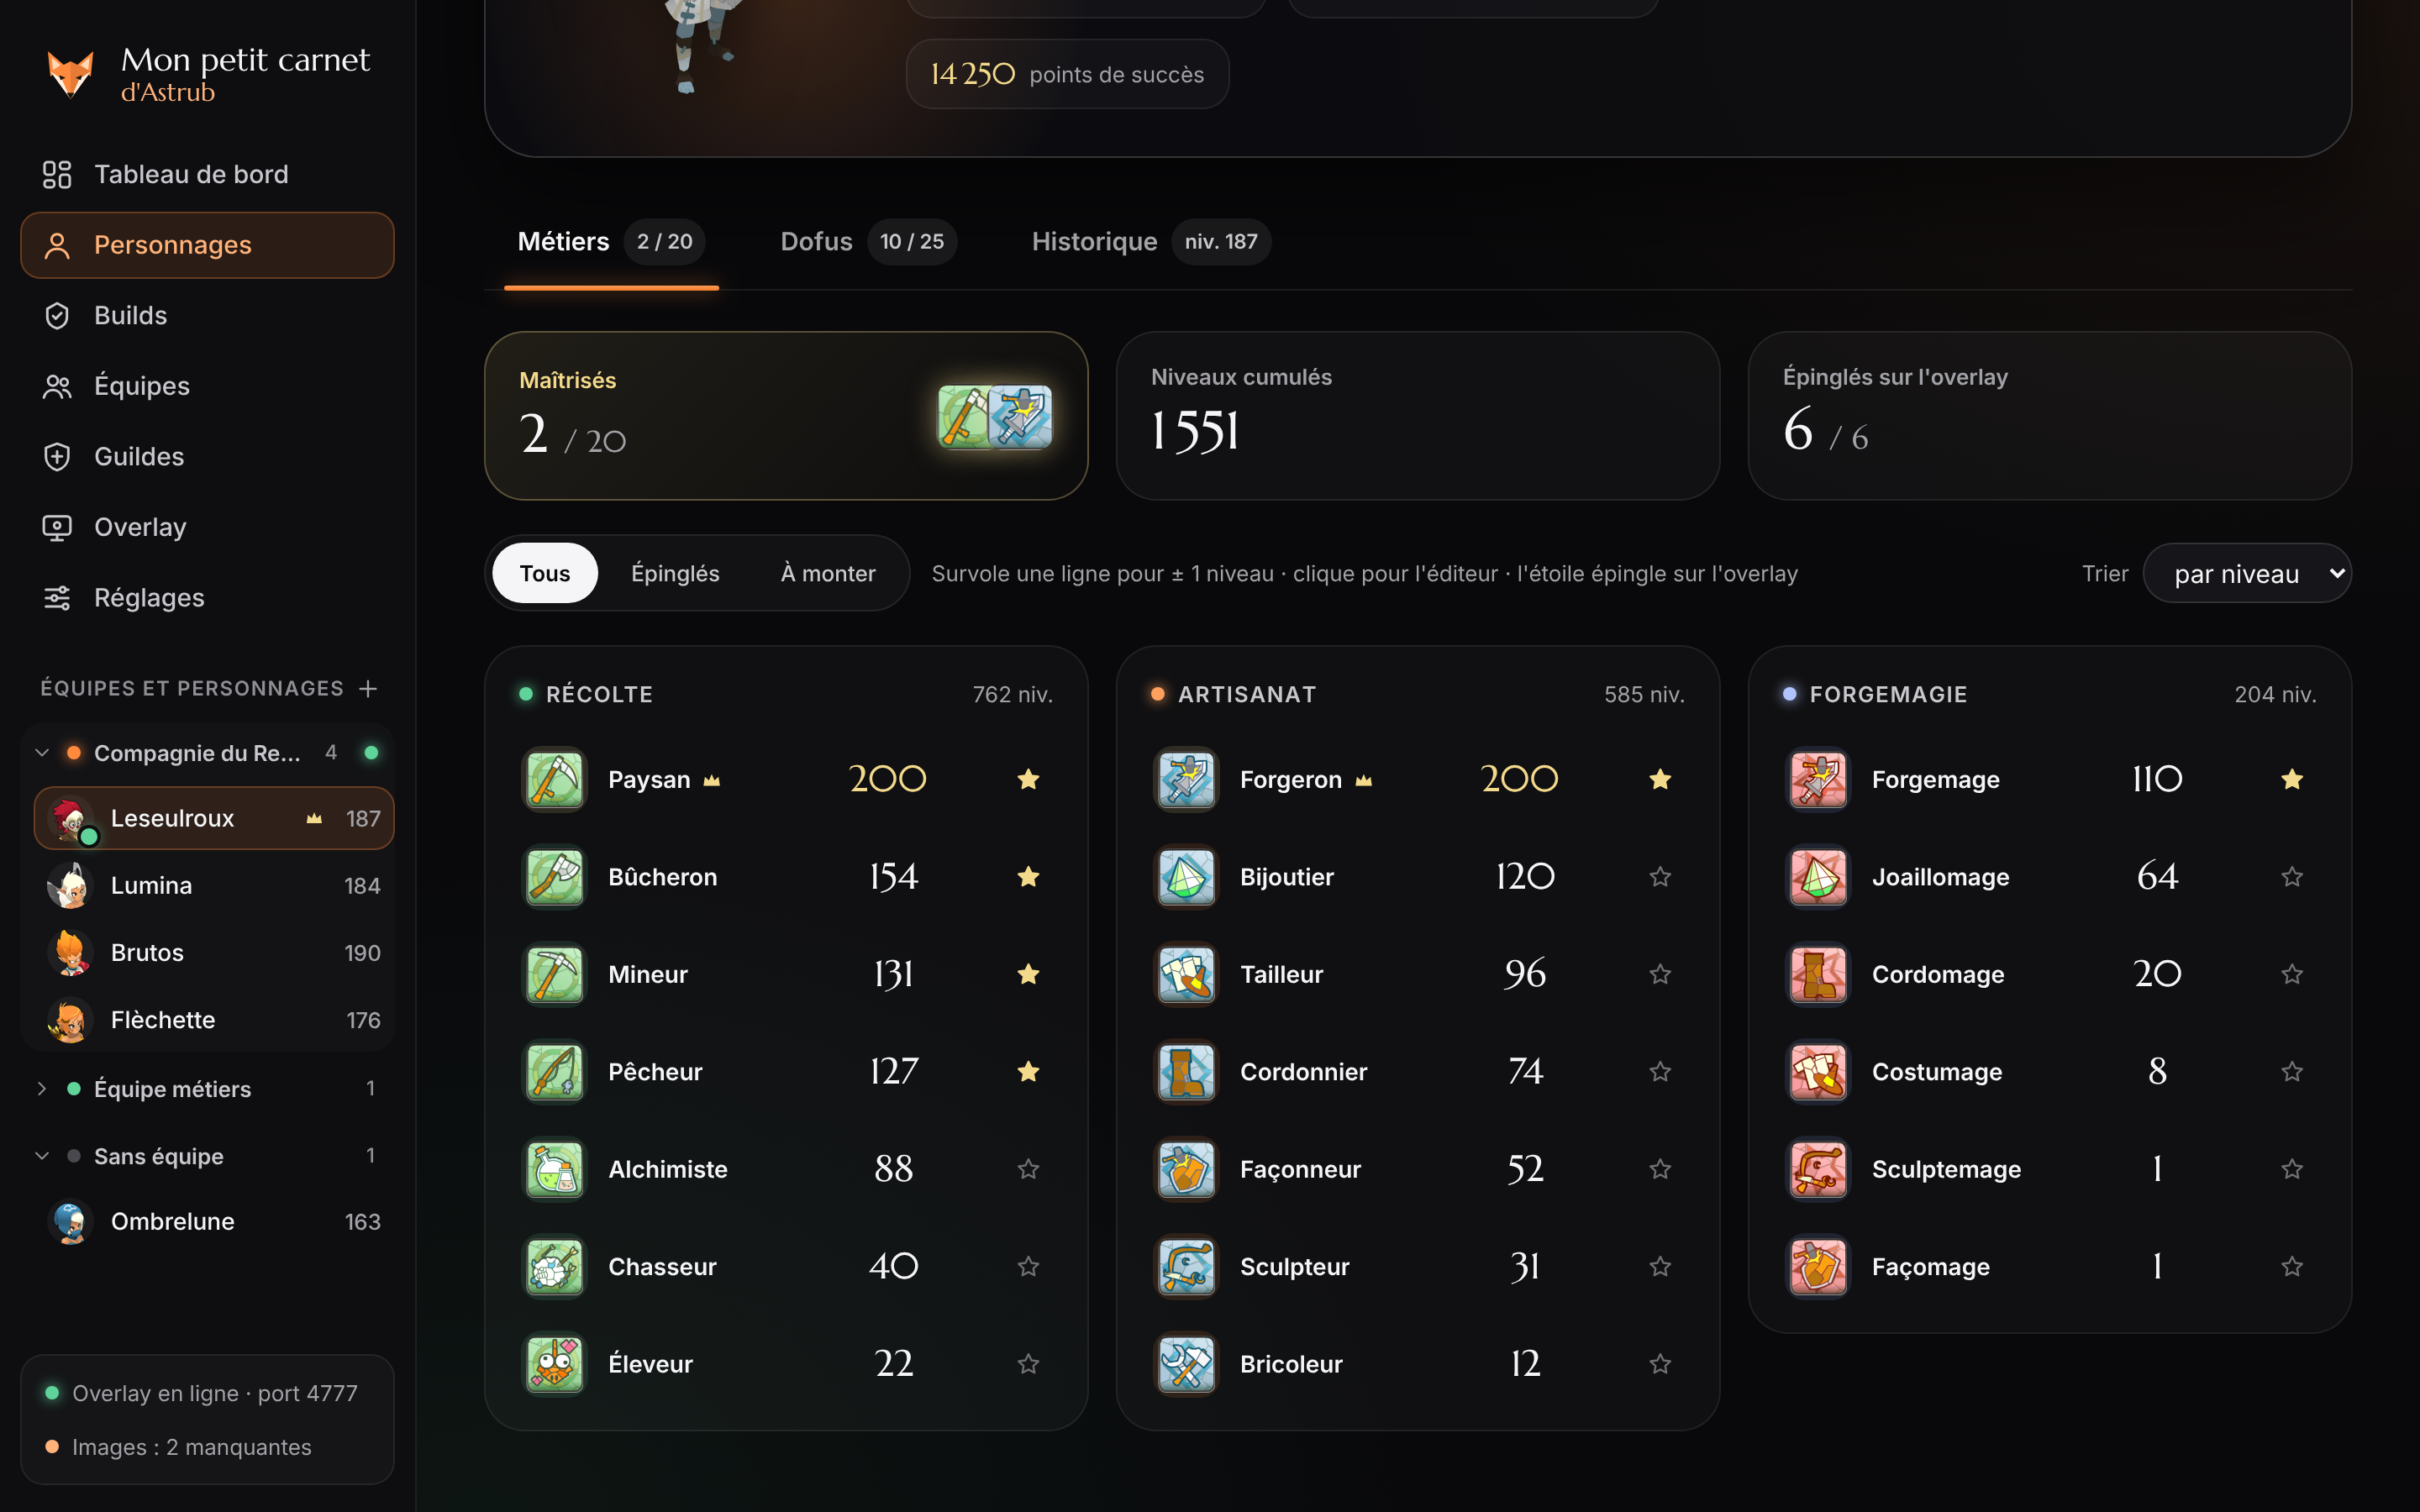 Mon petit carnet
d'Astrub
Tableau de bord
Personnages
Builds
Équipes
Guildes
Overlay
Réglages
ÉQUIPES ET PERSONNAGES +
Compagnie du Re... 4
Leseulroux 187
Lumina 184
Brutos 190
Flèchette 176
Équipe métiers 1
Sans équipe 1
Ombrelune 163
Overlay en ligne · port 4777
Images : 2 manquantes
14 250 points de succès
Métiers 2 / 20 Dofus 10 / 25 Historique niv. 187
Maîtrisés
2 / 20
Niveaux cumulés
1 551
Épinglés sur l'overlay
6 / 6
Tous Épinglés À monter Survole une ligne pour ± 1 niveau · clique pour l'éditeur · l'étoile épingle sur l'overlay Trier par niveau
RÉCOLTE 762 niv.
Paysan 200
Bûcheron 154
Mineur 131
Pêcheur 127
Alchimiste 88
Chasseur 40
Éleveur 22
ARTISANAT 585 niv.
Forgeron 200
Bijoutier 120
Tailleur 96
Cordonnier 74
Façonneur 52
Sculpteur 31
Bricoleur 12
FORGEMAGIE 204 niv.
Forgemage 110
Joaillomage 64
Cordomage 20
Costumage 8
Sculptemage 1
Façomage 1